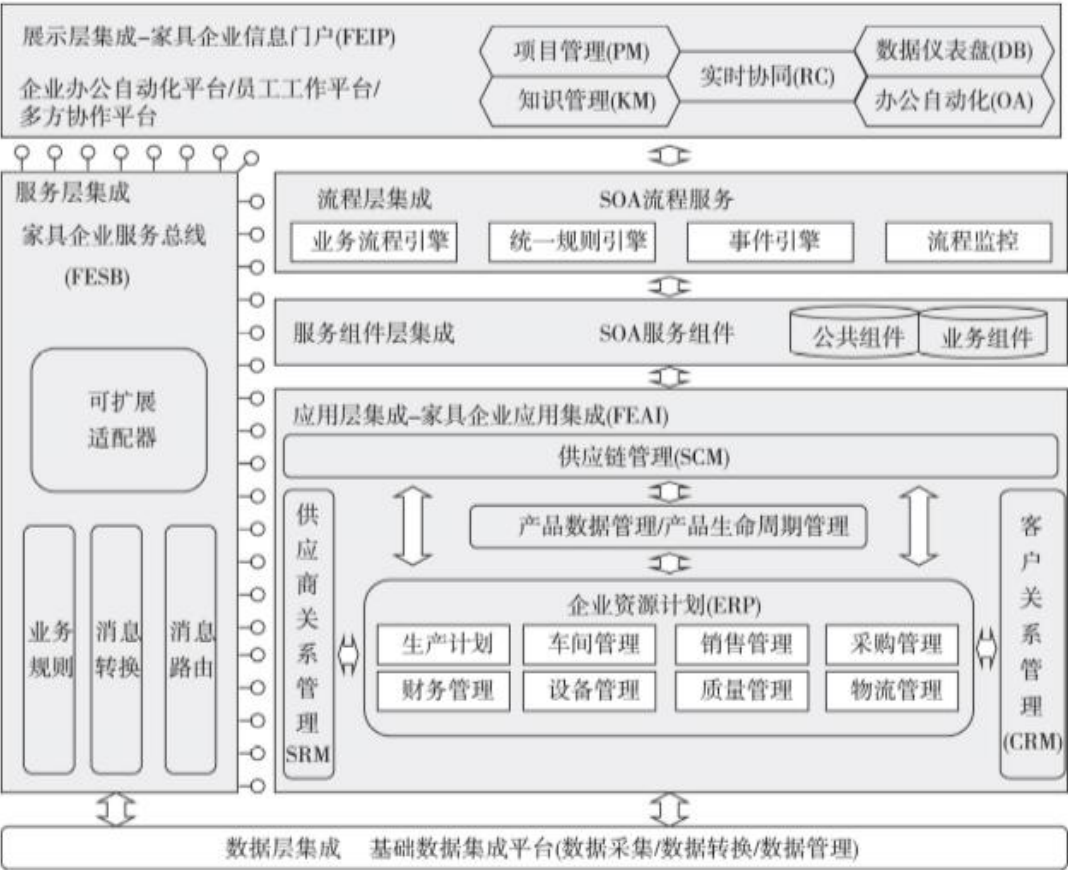 展示层集成–家具企业信息门户(FEIP)
企业办公自动化平台/员工工作平台/
多方协作平台
项目管理(PM)
知识管理(KM)
实时协同(RC)
数据仪表盘(DB)
办公自动化(OA)
服务层集成
家具企业服务总线
(FESB)
可扩展
适配器
业务
规则
消息
转换
消息
路由
流程层集成
SOA流程服务
业务流程引擎
统一规则引擎
事件引擎
流程监控
服务组件层集成
SOA服务组件
公共组件
业务组件
应用层集成–家具企业应用集成(FEAI)
供应链管理(SCM)
供应商关系管理
SRM
产品数据管理/产品生命周期管理
企业资源计划(ERP)
生产计划
车间管理
销售管理
采购管理
财务管理
设备管理
质量管理
物流管理
客户关系管理
(CRM)
数据层集成 基础数据集成平台(数据采集/数据转换/数据管理)